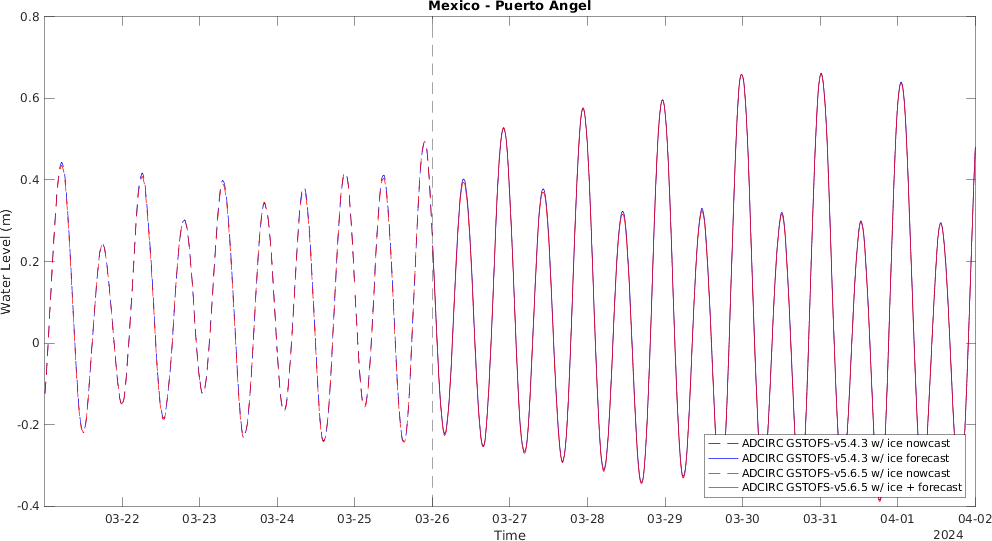 Mexico - Puerto Angel
0.8
0.6
0.4
0.2
0
-0.2
-0.4
Water Level (m)
ADCIRC GSTOFS-v5.4.3 w/ ice nowcast
ADCIRC GSTOFS-v5.4.3 w/ ice forecast
ADCIRC GSTOFS-v5.6.5 w/ ice nowcast
ADCIRC GSTOFS-v5.6.5 w/ ice + forecast
03-22 03-23 03-24 03-25 03-26 03-27 03-28 03-29 03-30 03-31 04-01 04-02
Time
2024